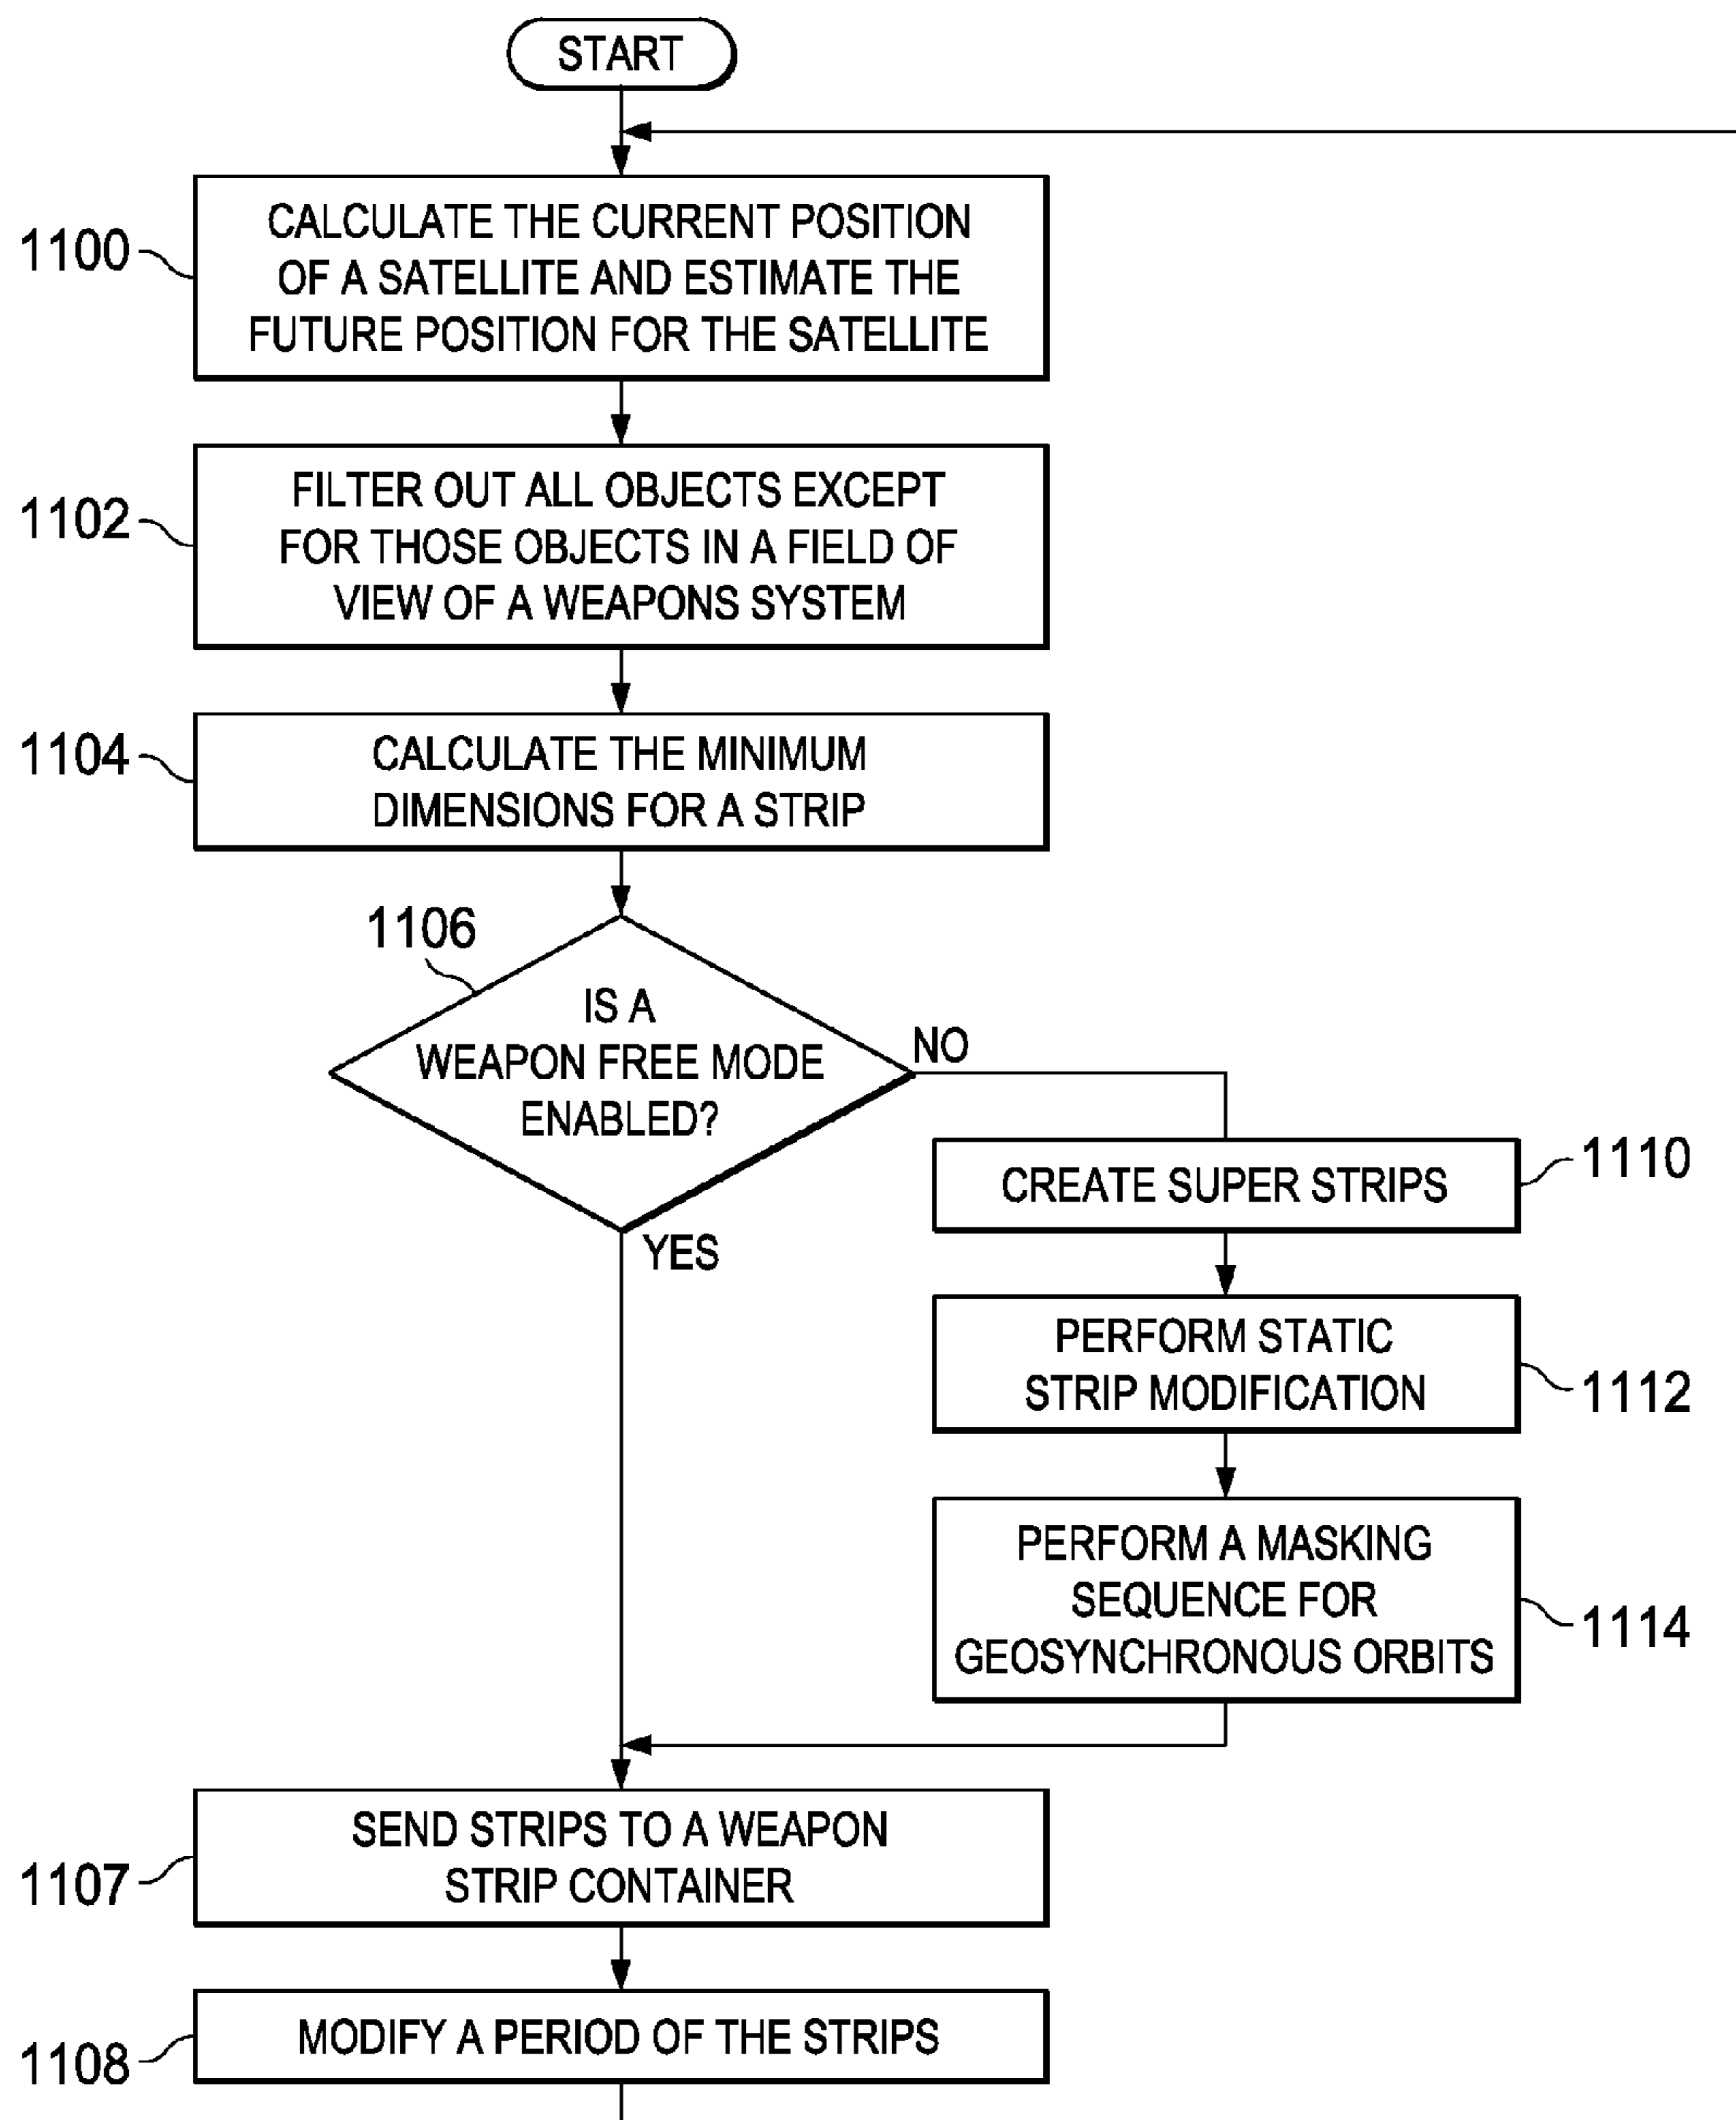 START
1100
CALCULATE THE CURRENT POSITION
OF A SATELLITE AND ESTIMATE THE
FUTURE POSITION FOR THE SATELLITE
1102
FILTER OUT ALL OBJECTS EXCEPT
FOR THOSE OBJECTS IN A FIELD OF
VIEW OF A WEAPONS SYSTEM
1104
CALCULATE THE MINIMUM
DIMENSIONS FOR A STRIP
1106
IS A
WEAPON FREE MODE
ENABLED?
NO
YES
CREATE SUPER STRIPS
1110
PERFORM STATIC
STRIP MODIFICATION
1112
PERFORM A MASKING
SEQUENCE FOR
GEOSYNCHRONOUS ORBITS
1114
SEND STRIPS TO A WEAPON
STRIP CONTAINER
1107
MODIFY A PERIOD OF THE STRIPS
1108